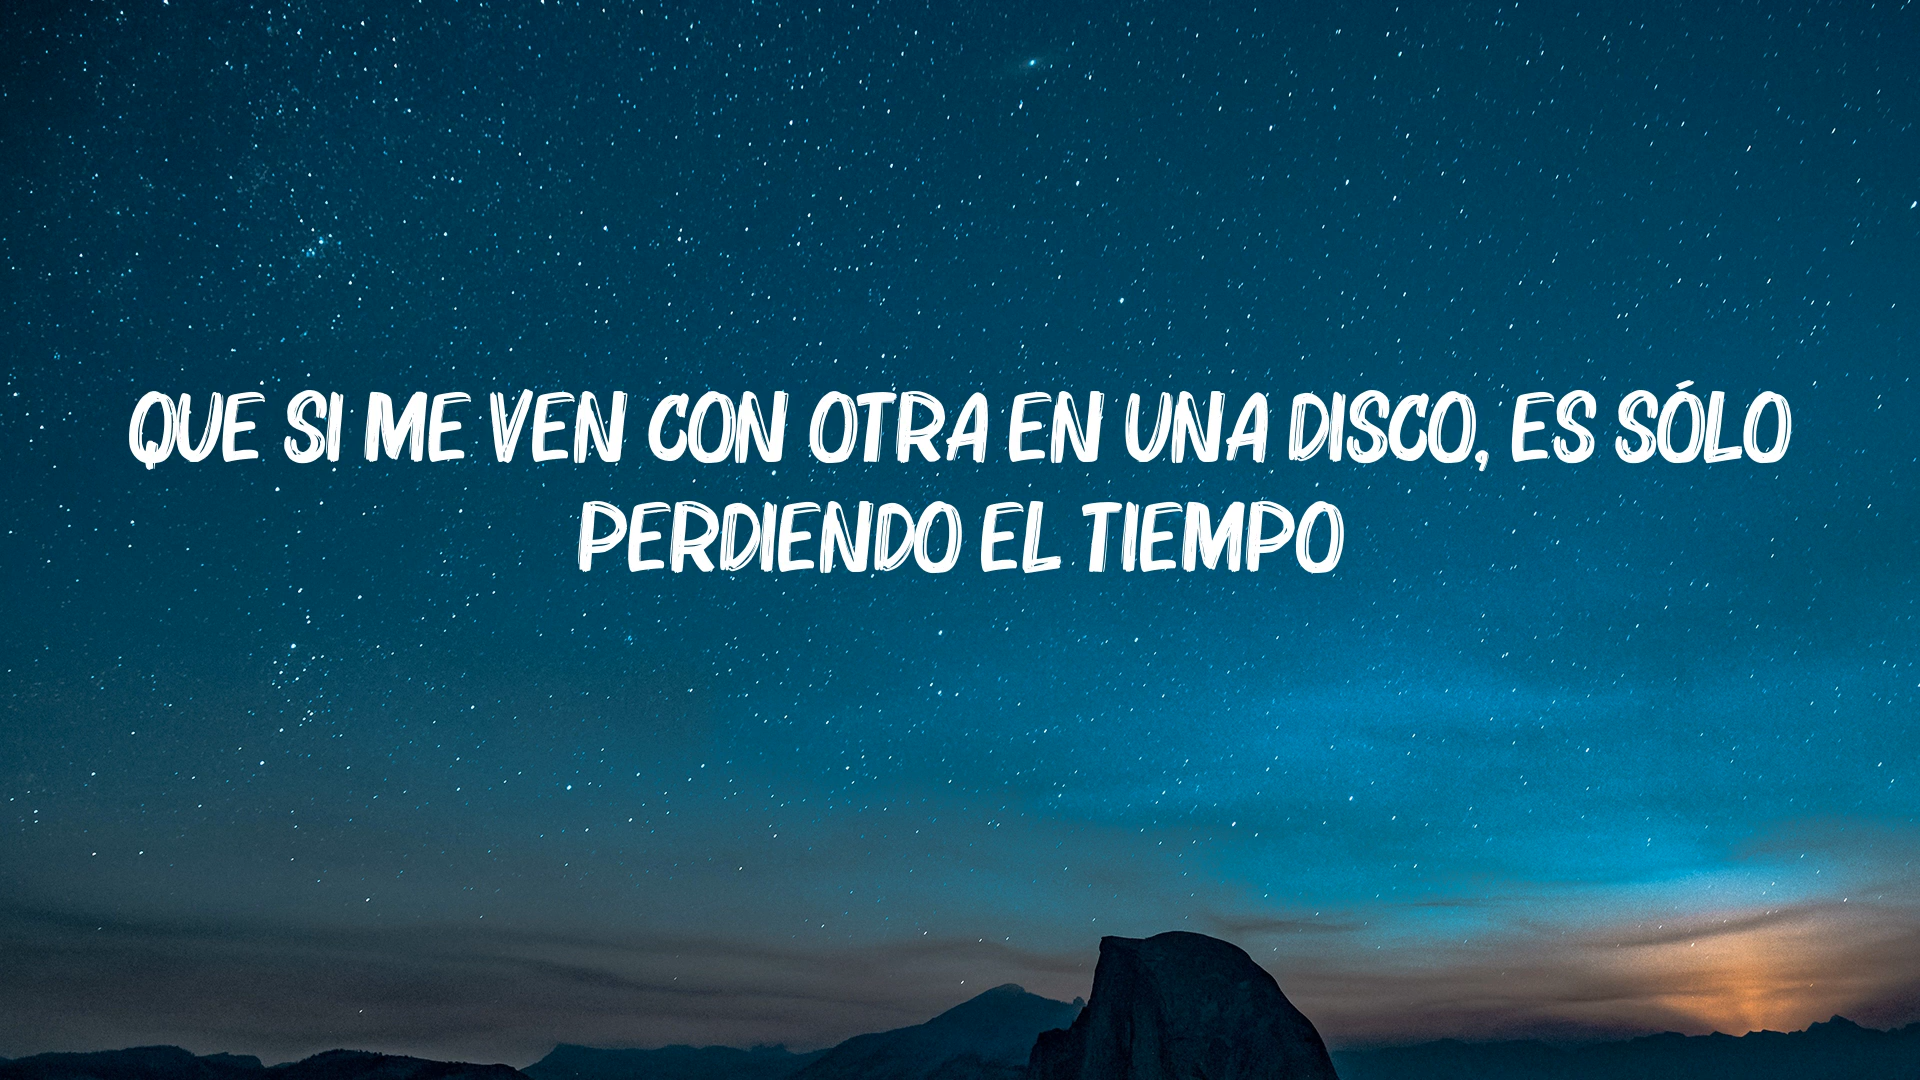 QUE SI ME VEN CON OTRA EN UNA DISCO, ES SÓLO
PERDIENDO EL TIEMPO